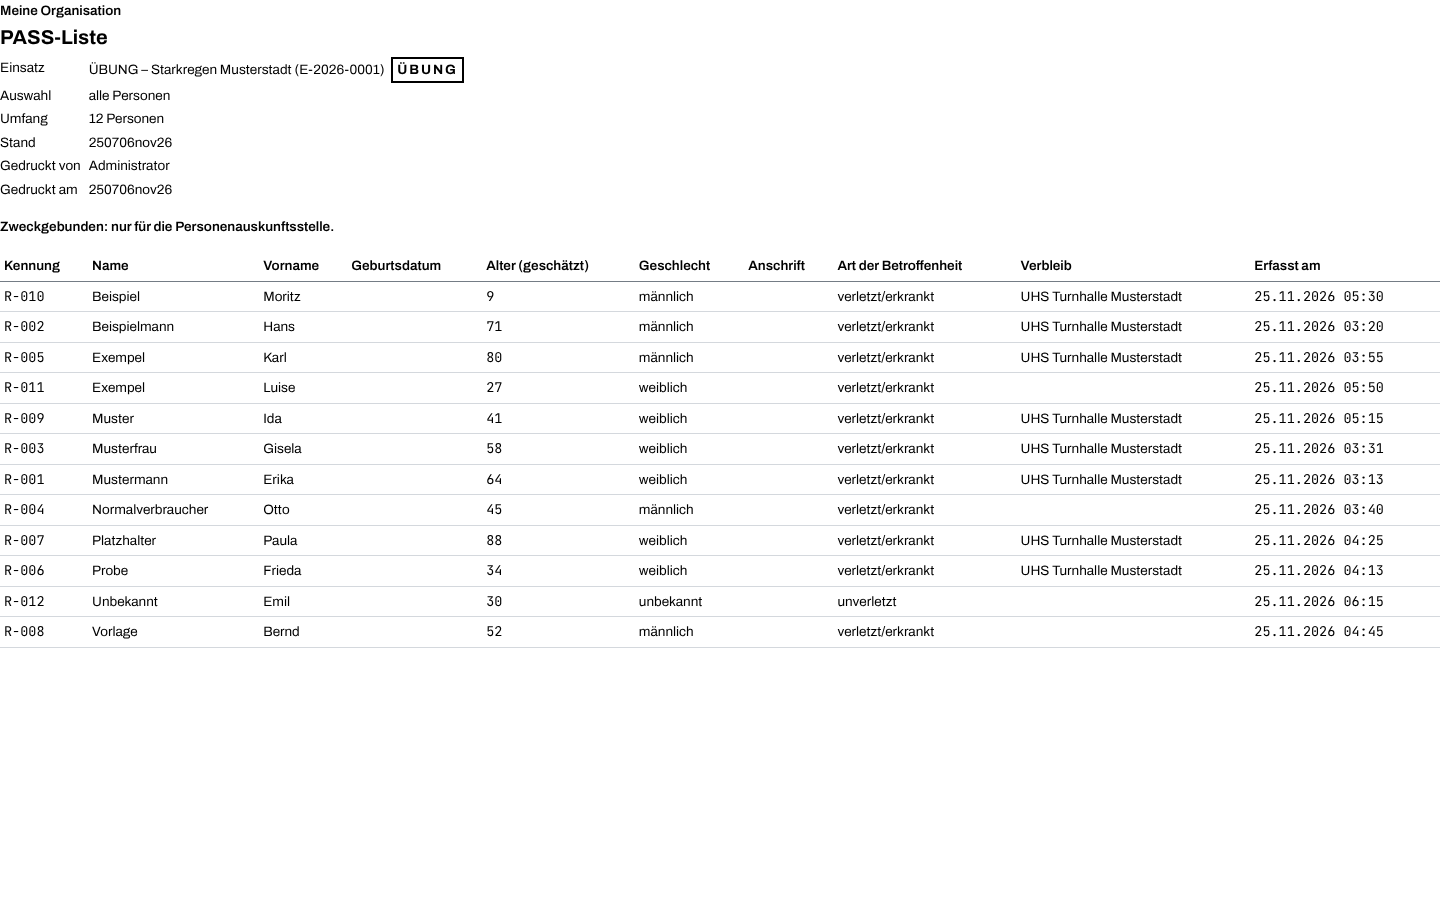 Meine Organisation
PASS-Liste
Einsatz ÜBUNG – Starkregen Musterstadt (E-2026-0001) ÜBUNG
Auswahl alle Personen
Umfang 12 Personen
Stand 250706nov26
Gedruckt von Administrator
Gedruckt am 250706nov26
Zweckgebunden: nur für die Personenauskunftsstelle.
Kennung Name Vorname Geburtsdatum Alter (geschätzt) Geschlecht Anschrift Art der Betroffenheit Verbleib Erfasst am
R-010 Beispiel Moritz 9 männlich verletzt/erkrankt UHS Turnhalle Musterstadt 25.11.2026 05:30
R-002 Beispielmann Hans 71 männlich verletzt/erkrankt UHS Turnhalle Musterstadt 25.11.2026 03:20
R-005 Exempel Karl 80 männlich verletzt/erkrankt UHS Turnhalle Musterstadt 25.11.2026 03:55
R-011 Exempel Luise 27 weiblich verletzt/erkrankt 25.11.2026 05:50
R-009 Muster Ida 41 weiblich verletzt/erkrankt UHS Turnhalle Musterstadt 25.11.2026 05:15
R-003 Musterfrau Gisela 58 weiblich verletzt/erkrankt UHS Turnhalle Musterstadt 25.11.2026 03:31
R-001 Mustermann Erika 64 weiblich verletzt/erkrankt UHS Turnhalle Musterstadt 25.11.2026 03:13
R-004 Normalverbraucher Otto 45 männlich verletzt/erkrankt 25.11.2026 03:40
R-007 Platzhalter Paula 88 weiblich verletzt/erkrankt UHS Turnhalle Musterstadt 25.11.2026 04:25
R-006 Probe Frieda 34 weiblich verletzt/erkrankt UHS Turnhalle Musterstadt 25.11.2026 04:13
R-012 Unbekannt Emil 30 unbekannt unverletzt 25.11.2026 06:15
R-008 Vorlage Bernd 52 männlich verletzt/erkrankt 25.11.2026 04:45